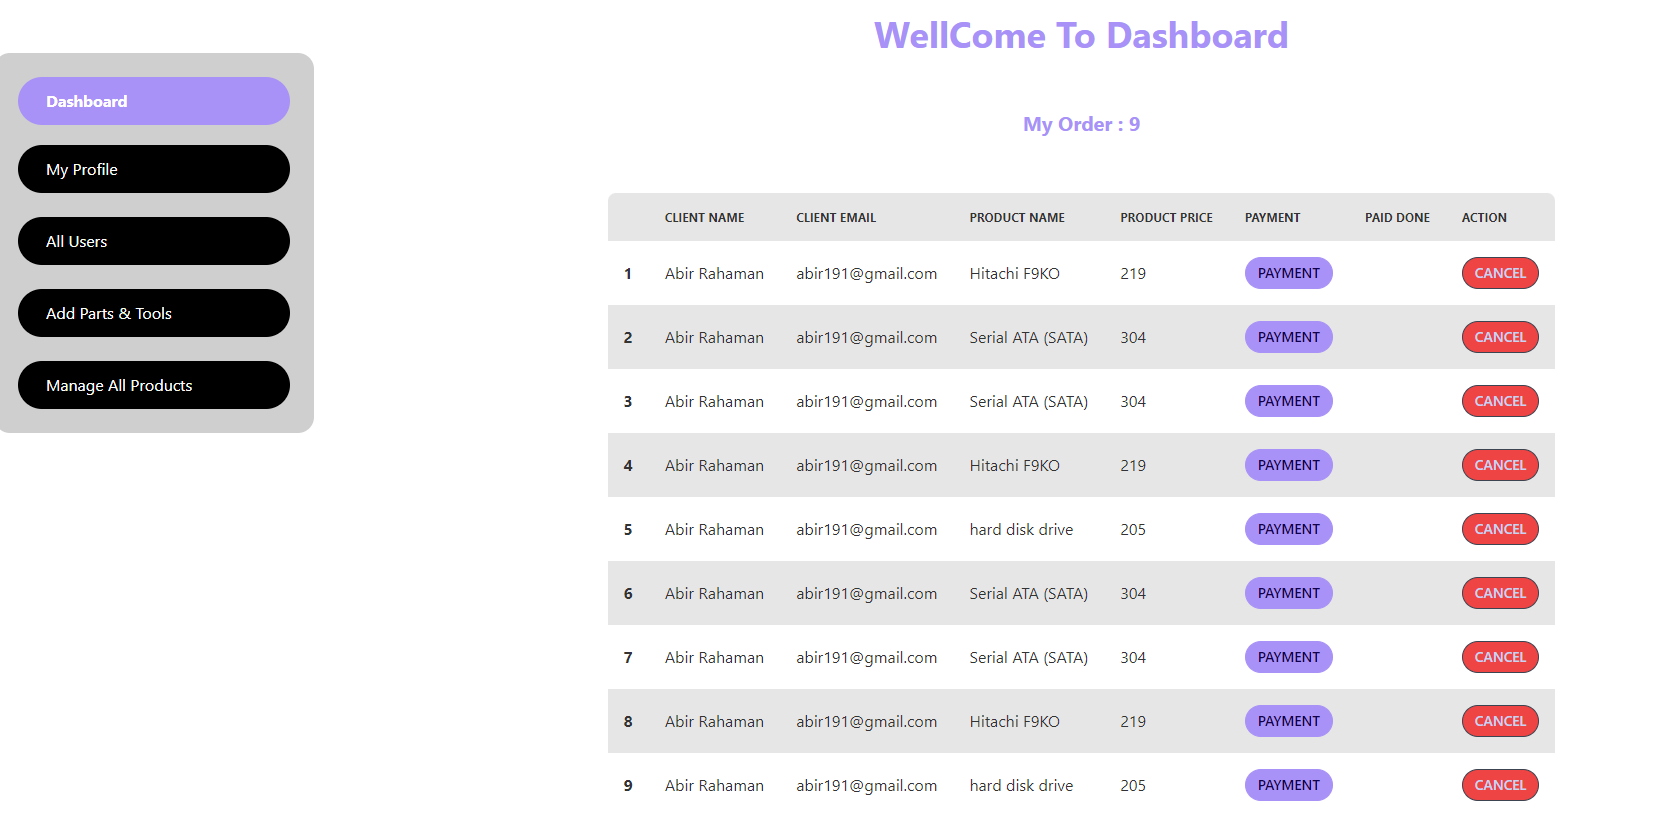 WellCome To Dashboard
Dashboard
My Profile
All Users
Add Parts & Tools
Manage All Products
My Order : 9
CLIENT NAME CLIENT EMAIL PRODUCT NAME PRODUCT PRICE PAYMENT PAID DONE ACTION
1 Abir Rahaman abir191@gmail.com Hitachi F9KO 219 PAYMENT CANCEL
2 Abir Rahaman abir191@gmail.com Serial ATA (SATA) 304 PAYMENT CANCEL
3 Abir Rahaman abir191@gmail.com Serial ATA (SATA) 304 PAYMENT CANCEL
4 Abir Rahaman abir191@gmail.com Hitachi F9KO 219 PAYMENT CANCEL
5 Abir Rahaman abir191@gmail.com hard disk drive 205 PAYMENT CANCEL
6 Abir Rahaman abir191@gmail.com Serial ATA (SATA) 304 PAYMENT CANCEL
7 Abir Rahaman abir191@gmail.com Serial ATA (SATA) 304 PAYMENT CANCEL
8 Abir Rahaman abir191@gmail.com Hitachi F9KO 219 PAYMENT CANCEL
9 Abir Rahaman abir191@gmail.com hard disk drive 205 PAYMENT CANCEL